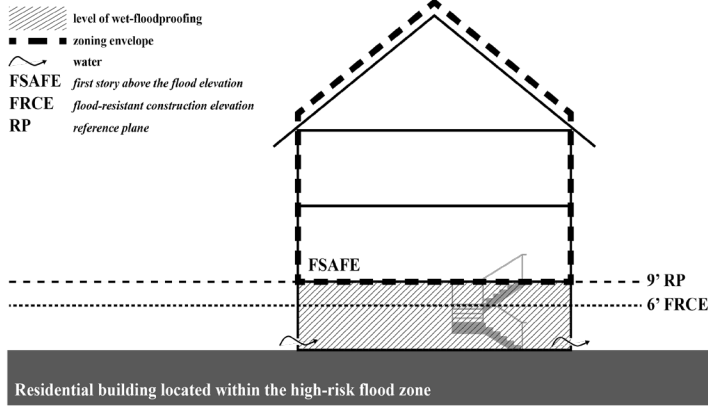 level of wet-floodproofing
zoning envelope
water
FSAFE first story above the flood elevation
FRCE flood-resistant construction elevation
RP reference plane
FSAFE
9' RP
6' FRCE
Residential building located within the high-risk flood zone